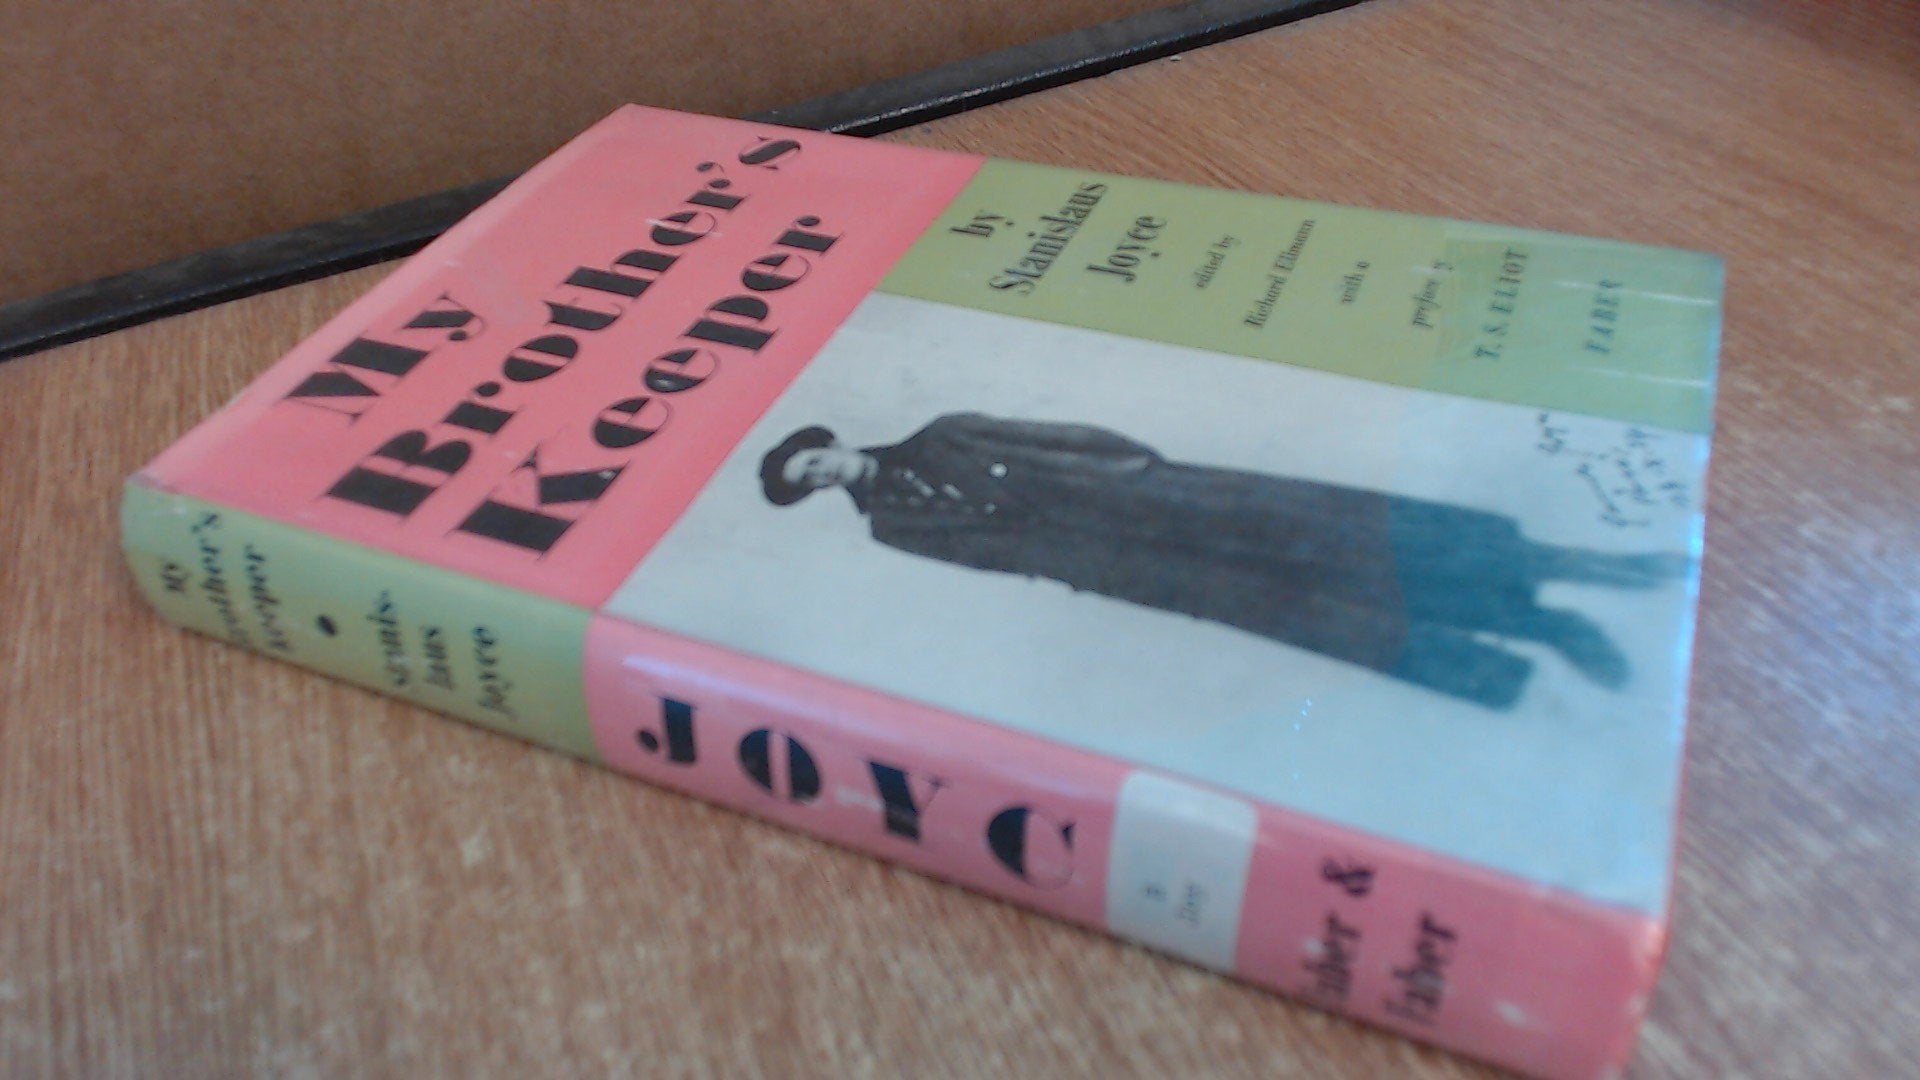 My
Brother's
Keeper
by
Stanislaus
Joyce
edited by
Richard Ellmann
with a
preface by
T. S. ELIOT
FABER
My
Brother's
Keeper
Stanis-
laus
Joyce
JOYC
Faber &
Faber